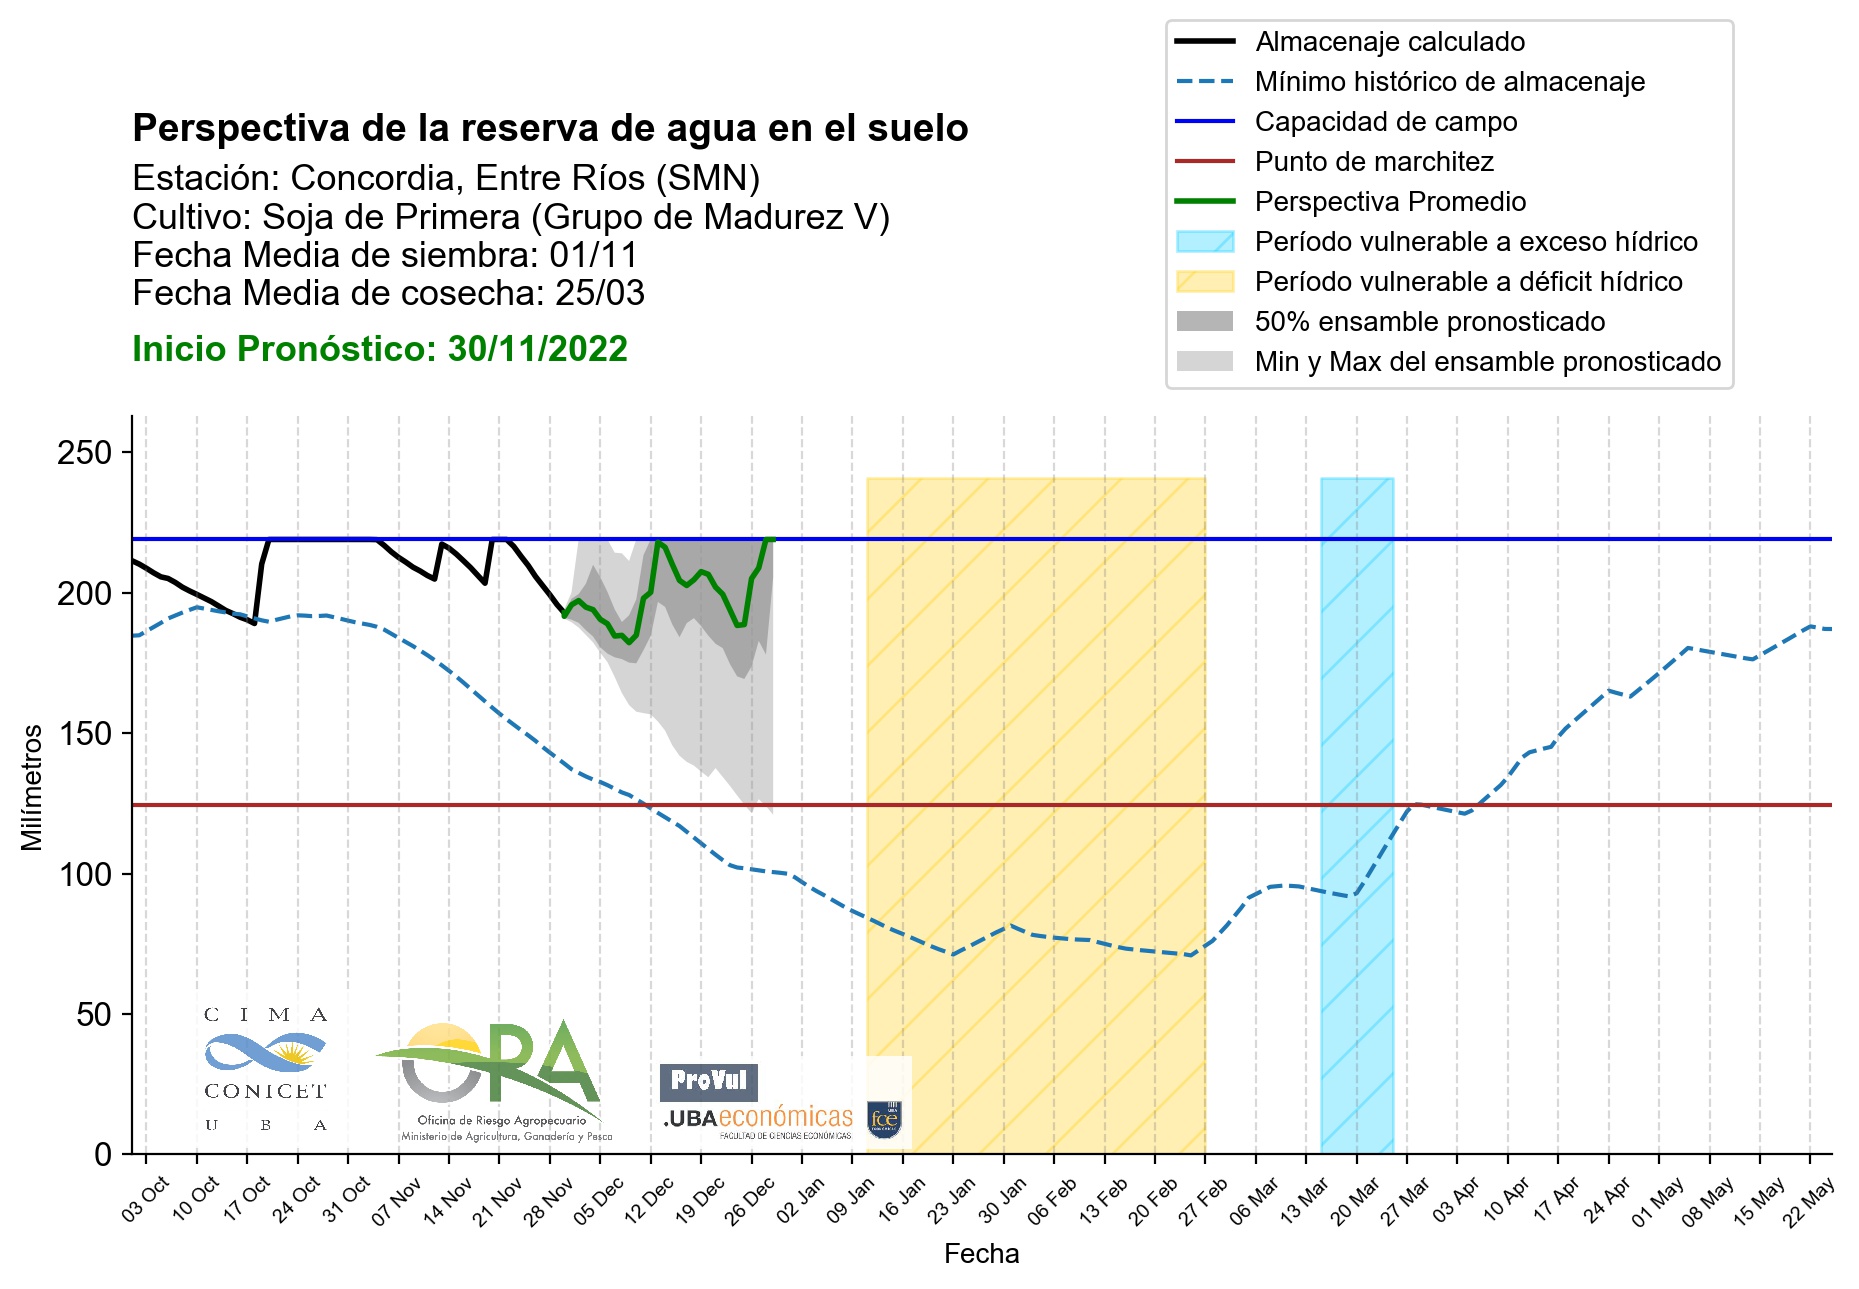 Almacenaje calculado
Mínimo histórico de almacenaje
Capacidad de campo
Punto de marchitez
Perspectiva Promedio
Período vulnerable a exceso hídrico
Período vulnerable a déficit hídrico
50% ensamble pronosticado
Min y Max del ensamble pronosticado
Perspectiva de la reserva de agua en el suelo
Estación: Concordia, Entre Ríos (SMN)
Cultivo: Soja de Primera (Grupo de Madurez V)
Fecha Media de siembra: 01/11
Fecha Media de cosecha: 25/03
Inicio Pronóstico: 30/11/2022
250
200
150
100
50
0
Milímetros
CIMA
CONICET
UBA
ORA
Oficina de Riesgo Agropecuario
Ministerio de Agricultura, Ganadería y Pesca
ProVul
.UBAeconómicas
FACULTAD DE CIENCIAS ECONÓMICAS
fce
03 Oct
10 Oct
17 Oct
24 Oct
31 Oct
07 Nov
14 Nov
21 Nov
28 Nov
05 Dec
12 Dec
19 Dec
26 Dec
02 Jan
09 Jan
16 Jan
23 Jan
30 Jan
06 Feb
13 Feb
20 Feb
27 Feb
06 Mar
13 Mar
20 Mar
27 Mar
03 Apr
10 Apr
17 Apr
24 Apr
01 May
08 May
15 May
22 May
Fecha